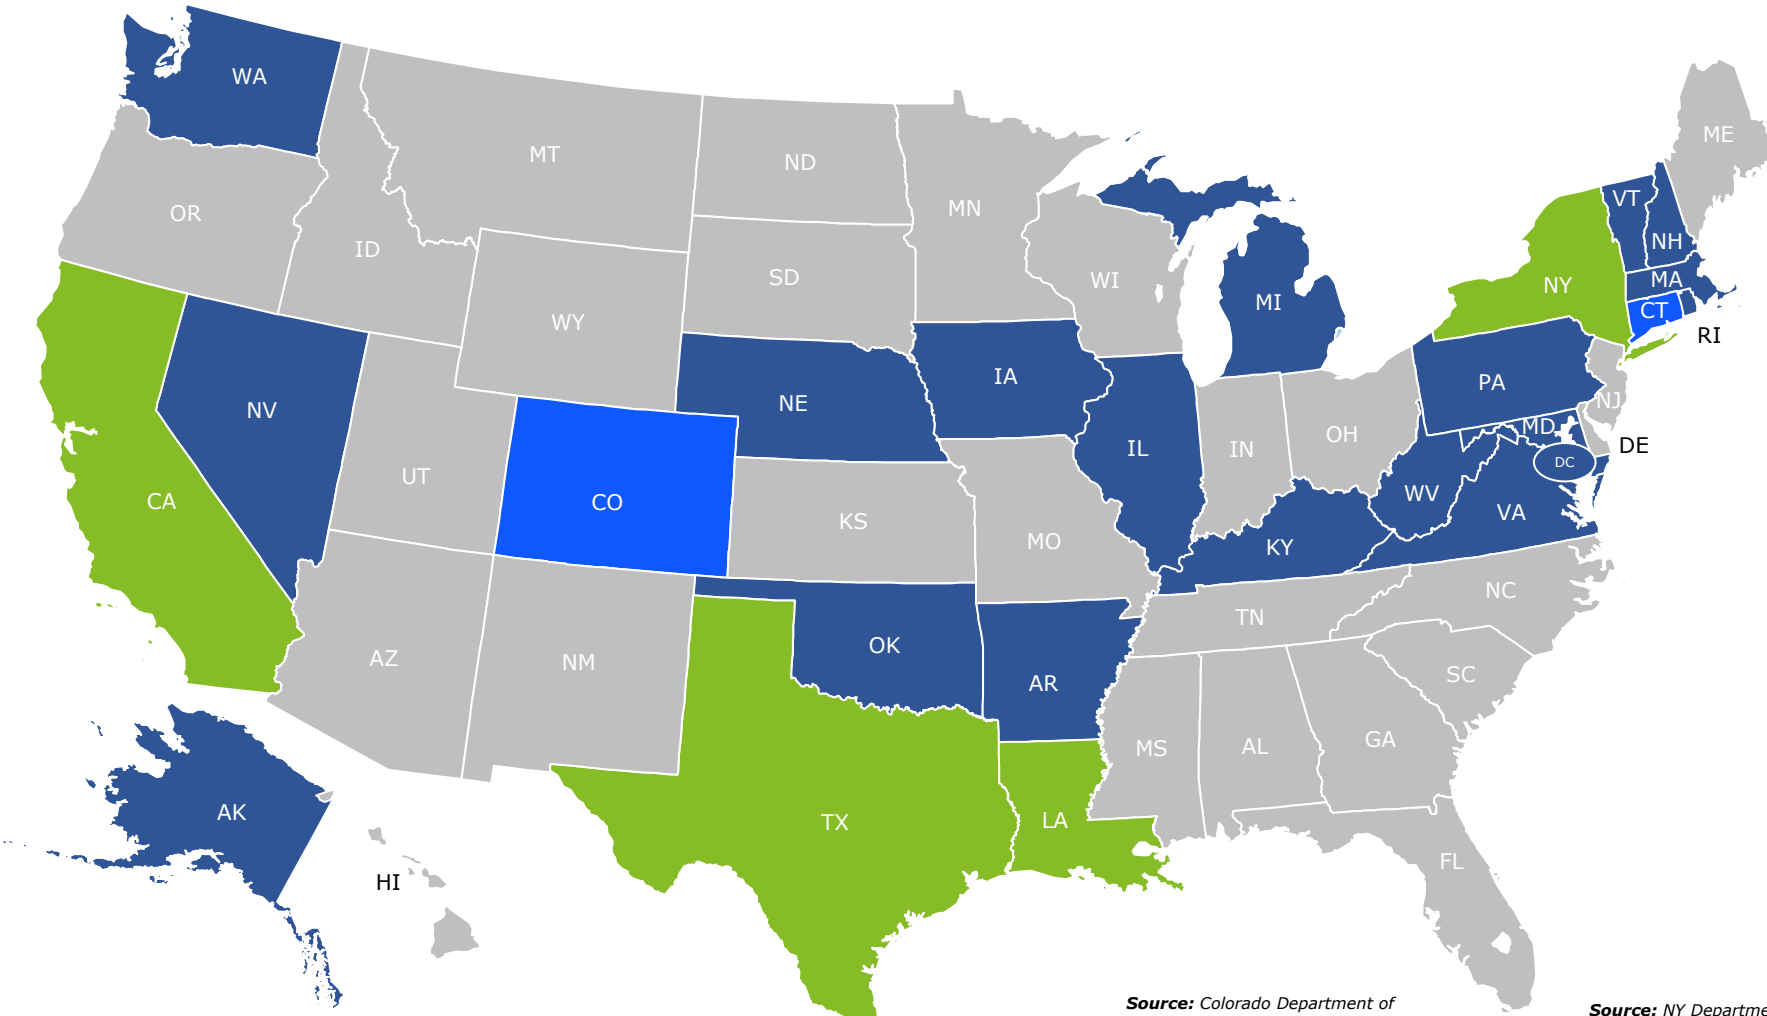 WA
ME
MT
ND
VT
MN
OR
NH
ID
SD
WI
MA
NY
MI
CT
WY
RI
IA
PA
NE
NJ
NV
MD
OH
DE
IL
IN
DC
UT
CA
CO
WV
KS
VA
MO
KY
NC
TN
OK
AZ
NM
SC
AR
GA
MS
AL
AK
LA
TX
FL
HI
Source: Colorado Department of
Source: NY Departme